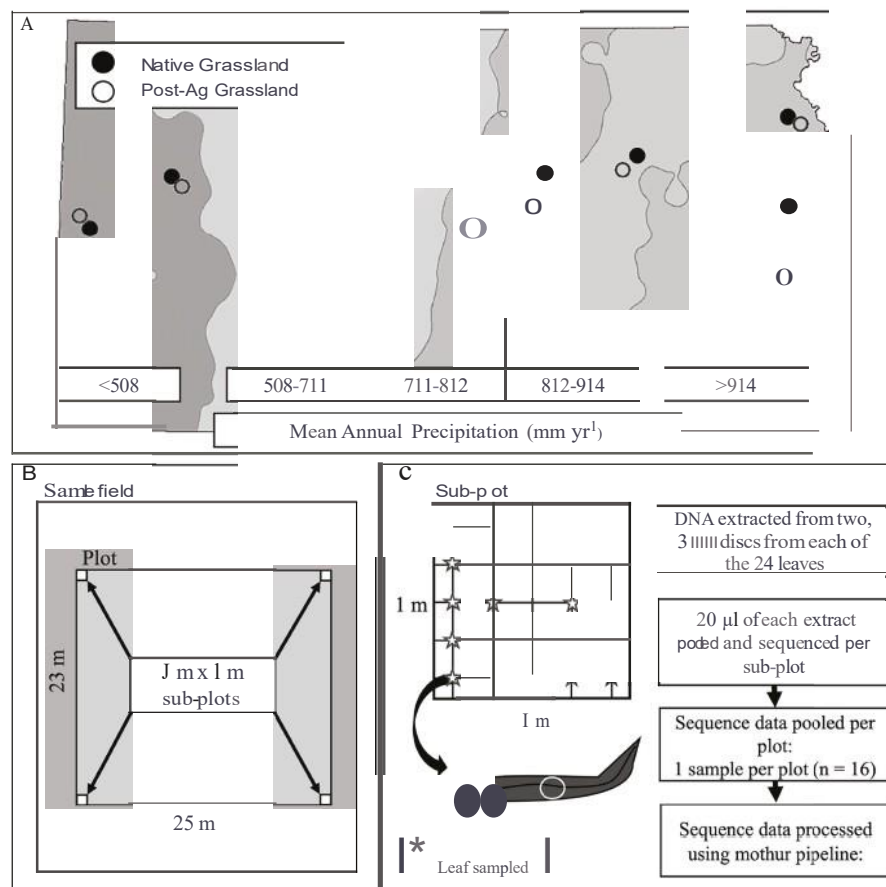 A
Native Grassland
Post-Ag Grassland
O
O
O
<508
508-711
711-812
812-914
>914
Mean Annual Precipitation (mm yr¹)
B
Samle field
Plot
23 m
J m x 1 m
sub-plots
25 m
c
Sub-p ot
1 m
I m
* Leaf sampled
DNA extracted from two,
3 IIIIII discs from each of
the 24 leaves
20 µl of each extract
poded and sequenced per
sub-plot
Sequence data pooled per
plot:
1 sample per plot (n = 16)
Sequence data processed
using mothur pipeline: